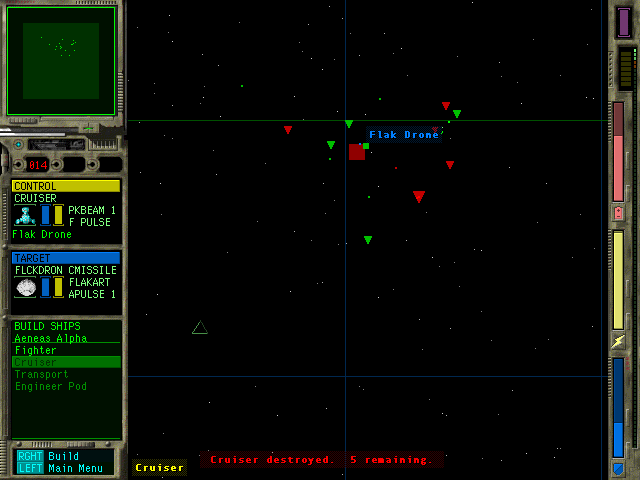 Flak Drone
014
CONTROL
CRUISER
PKBEAM 1
F PULSE
Flak Drone
TARGET
FLCKDRON CMISSILE
FLAKART
APULSE 1
BUILD SHIPS
Aeneas Alpha
Fighter
Cruiser
Transport
Engineer Pod
RGHT Build
LEFT Main Menu
Cruiser
Cruiser destroyed. 5 remaining.